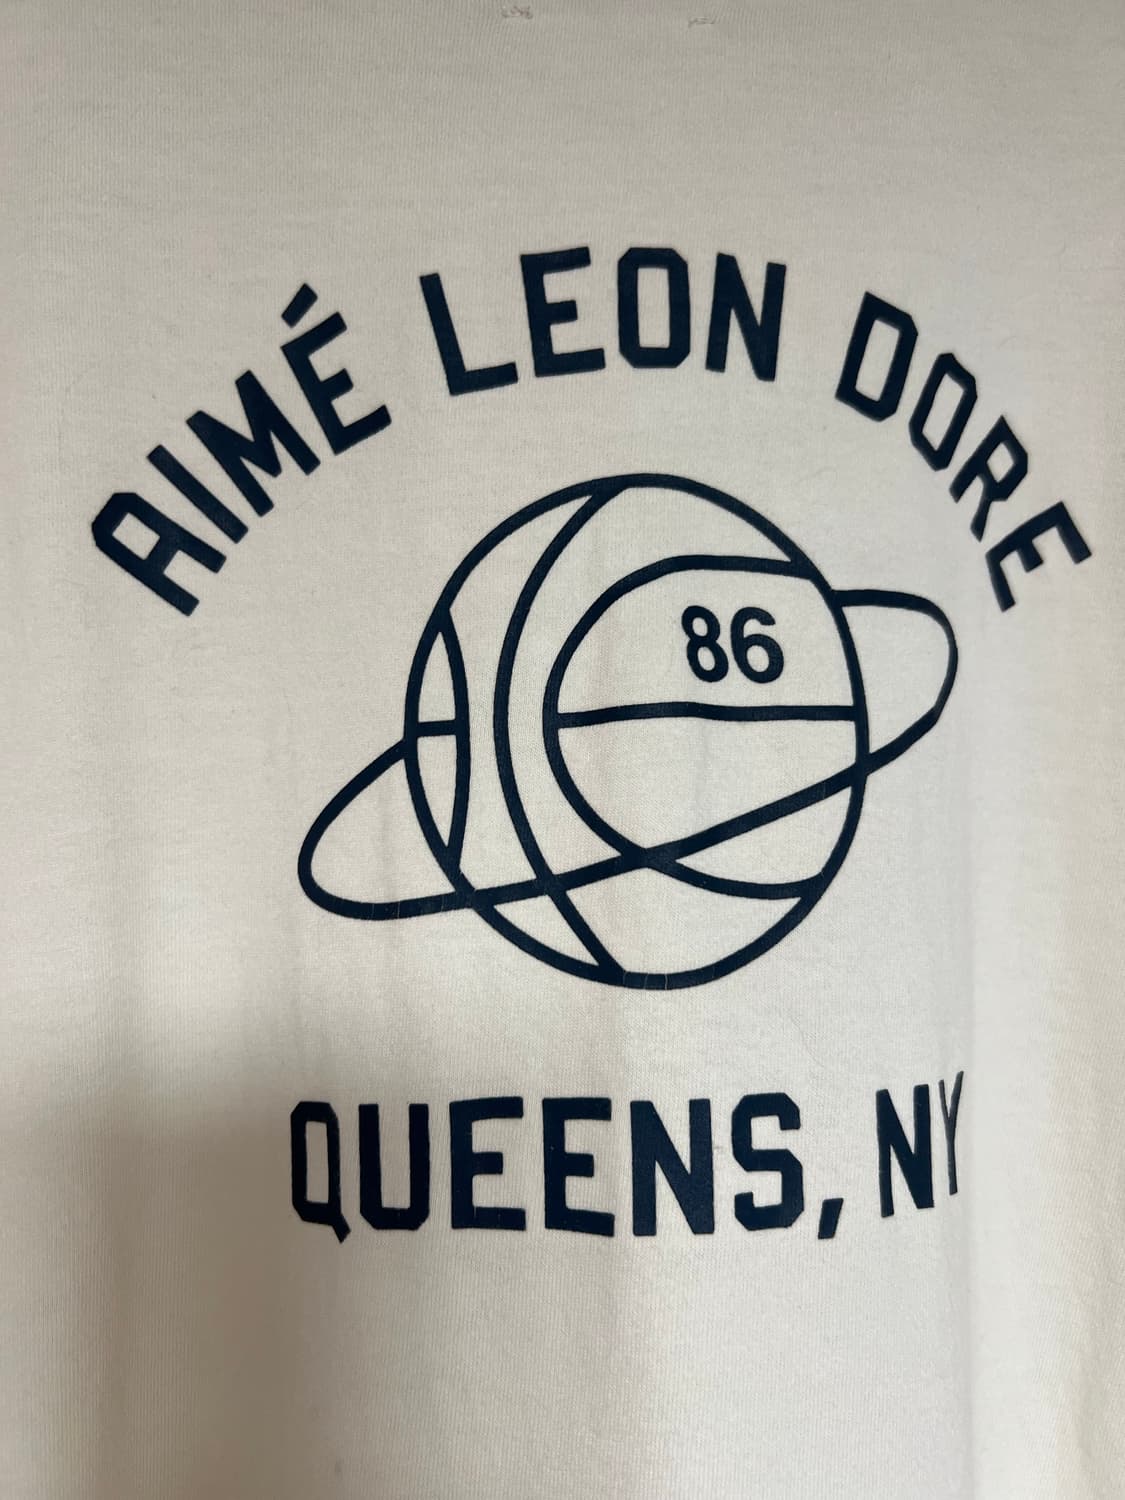 AIMÉ LEON DORE
86
QUEENS, NY